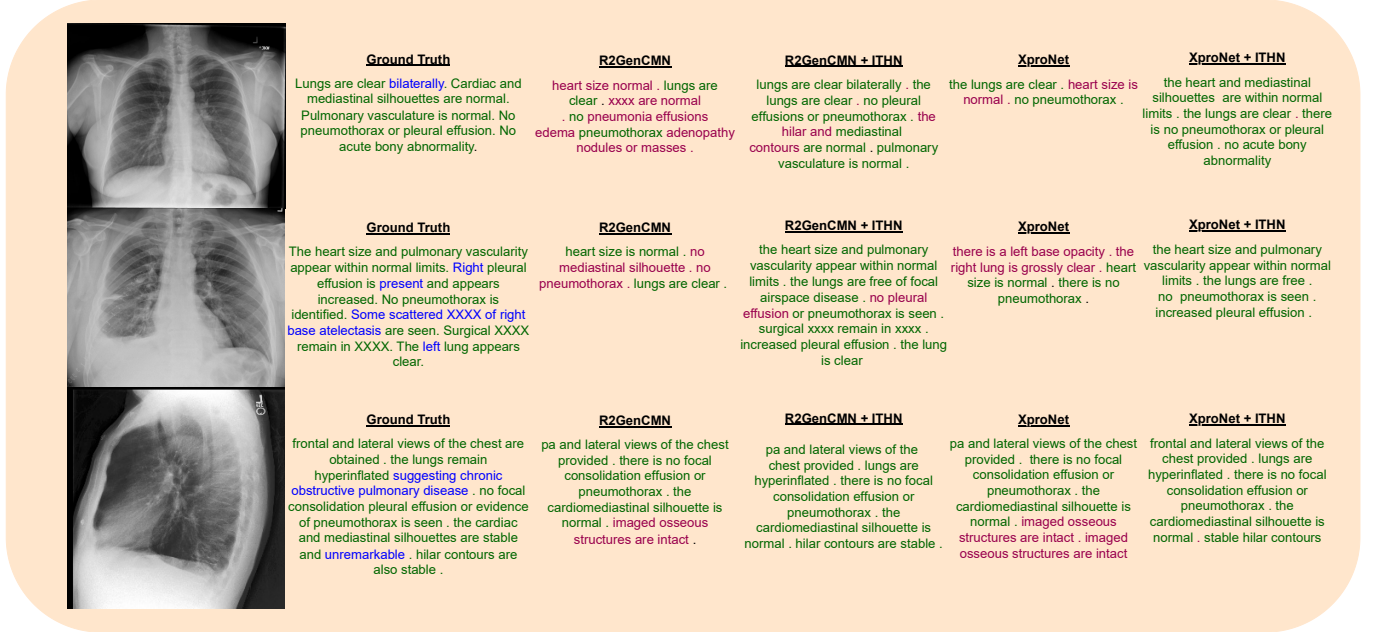 Ground Truth
Lungs are clear bilaterally. Cardiac and
mediastinal silhouettes are normal.
Pulmonary vasculature is normal. No
pneumothorax or pleural effusion. No
acute bony abnormality.
R2GenCMN
heart size normal . lungs are
clear . xxxx are normal
. no pneumonia effusions
edema pneumothorax adenopathy
nodules or masses .
R2GenCMN + ITHN
lungs are clear bilaterally . the
lungs are clear . no pleural
effusions or pneumothorax . the
hilar and mediastinal
contours are normal . pulmonary
vasculature is normal .
XproNet
the lungs are clear . heart size is
normal . no pneumothorax .
XproNet + ITHN
the heart and mediastinal
silhouettes are within normal
limits . the lungs are clear . there
is no pneumothorax or pleural
effusion . no acute bony
abnormality
Ground Truth
The heart size and pulmonary vascularity
appear within normal limits. Right pleural
effusion is present and appears
increased. No pneumothorax is
identified. Some scattered XXXX of right
base atelectasis are seen. Surgical XXXX
remain in XXXX. The left lung appears
clear.
R2GenCMN
heart size is normal . no
mediastinal silhouette . no
pneumothorax . lungs are clear .
R2GenCMN + ITHN
the heart size and pulmonary
vascularity appear within normal
limits . the lungs are free of focal
airspace disease . no pleural
effusion or pneumothorax is seen .
surgical xxxx remain in xxxx .
increased pleural effusion . the lung
is clear
XproNet
there is a left base opacity . the
right lung is grossly clear . heart
size is normal . there is no
pneumothorax .
XproNet + ITHN
the heart size and pulmonary
vascularity appear within normal
limits . the lungs are free .
no pneumothorax is seen .
increased pleural effusion .
Ground Truth
frontal and lateral views of the chest are
obtained . the lungs remain
hyperinflated suggesting chronic
obstructive pulmonary disease . no focal
consolidation pleural effusion or evidence
of pneumothorax is seen . the cardiac
and mediastinal silhouettes are stable
and unremarkable . hilar contours are
also stable .
R2GenCMN
pa and lateral views of the chest
provided . there is no focal
consolidation effusion or
pneumothorax . the
cardiomediastinal silhouette is
normal . imaged osseous
structures are intact .
R2GenCMN + ITHN
pa and lateral views of the
chest provided . lungs are
hyperinflated . there is no focal
consolidation effusion or
pneumothorax . the
cardiomediastinal silhouette is
normal . hilar contours are stable .
XproNet
pa and lateral views of the chest
provided . there is no focal
consolidation effusion or
pneumothorax . the
cardiomediastinal silhouette is
normal . imaged osseous
structures are intact . imaged
osseous structures are intact
XproNet + ITHN
frontal and lateral views of the
chest provided . lungs are
hyperinflated . there is no focal
consolidation effusion or
pneumothorax . the
cardiomediastinal silhouette is
normal . stable hilar contours